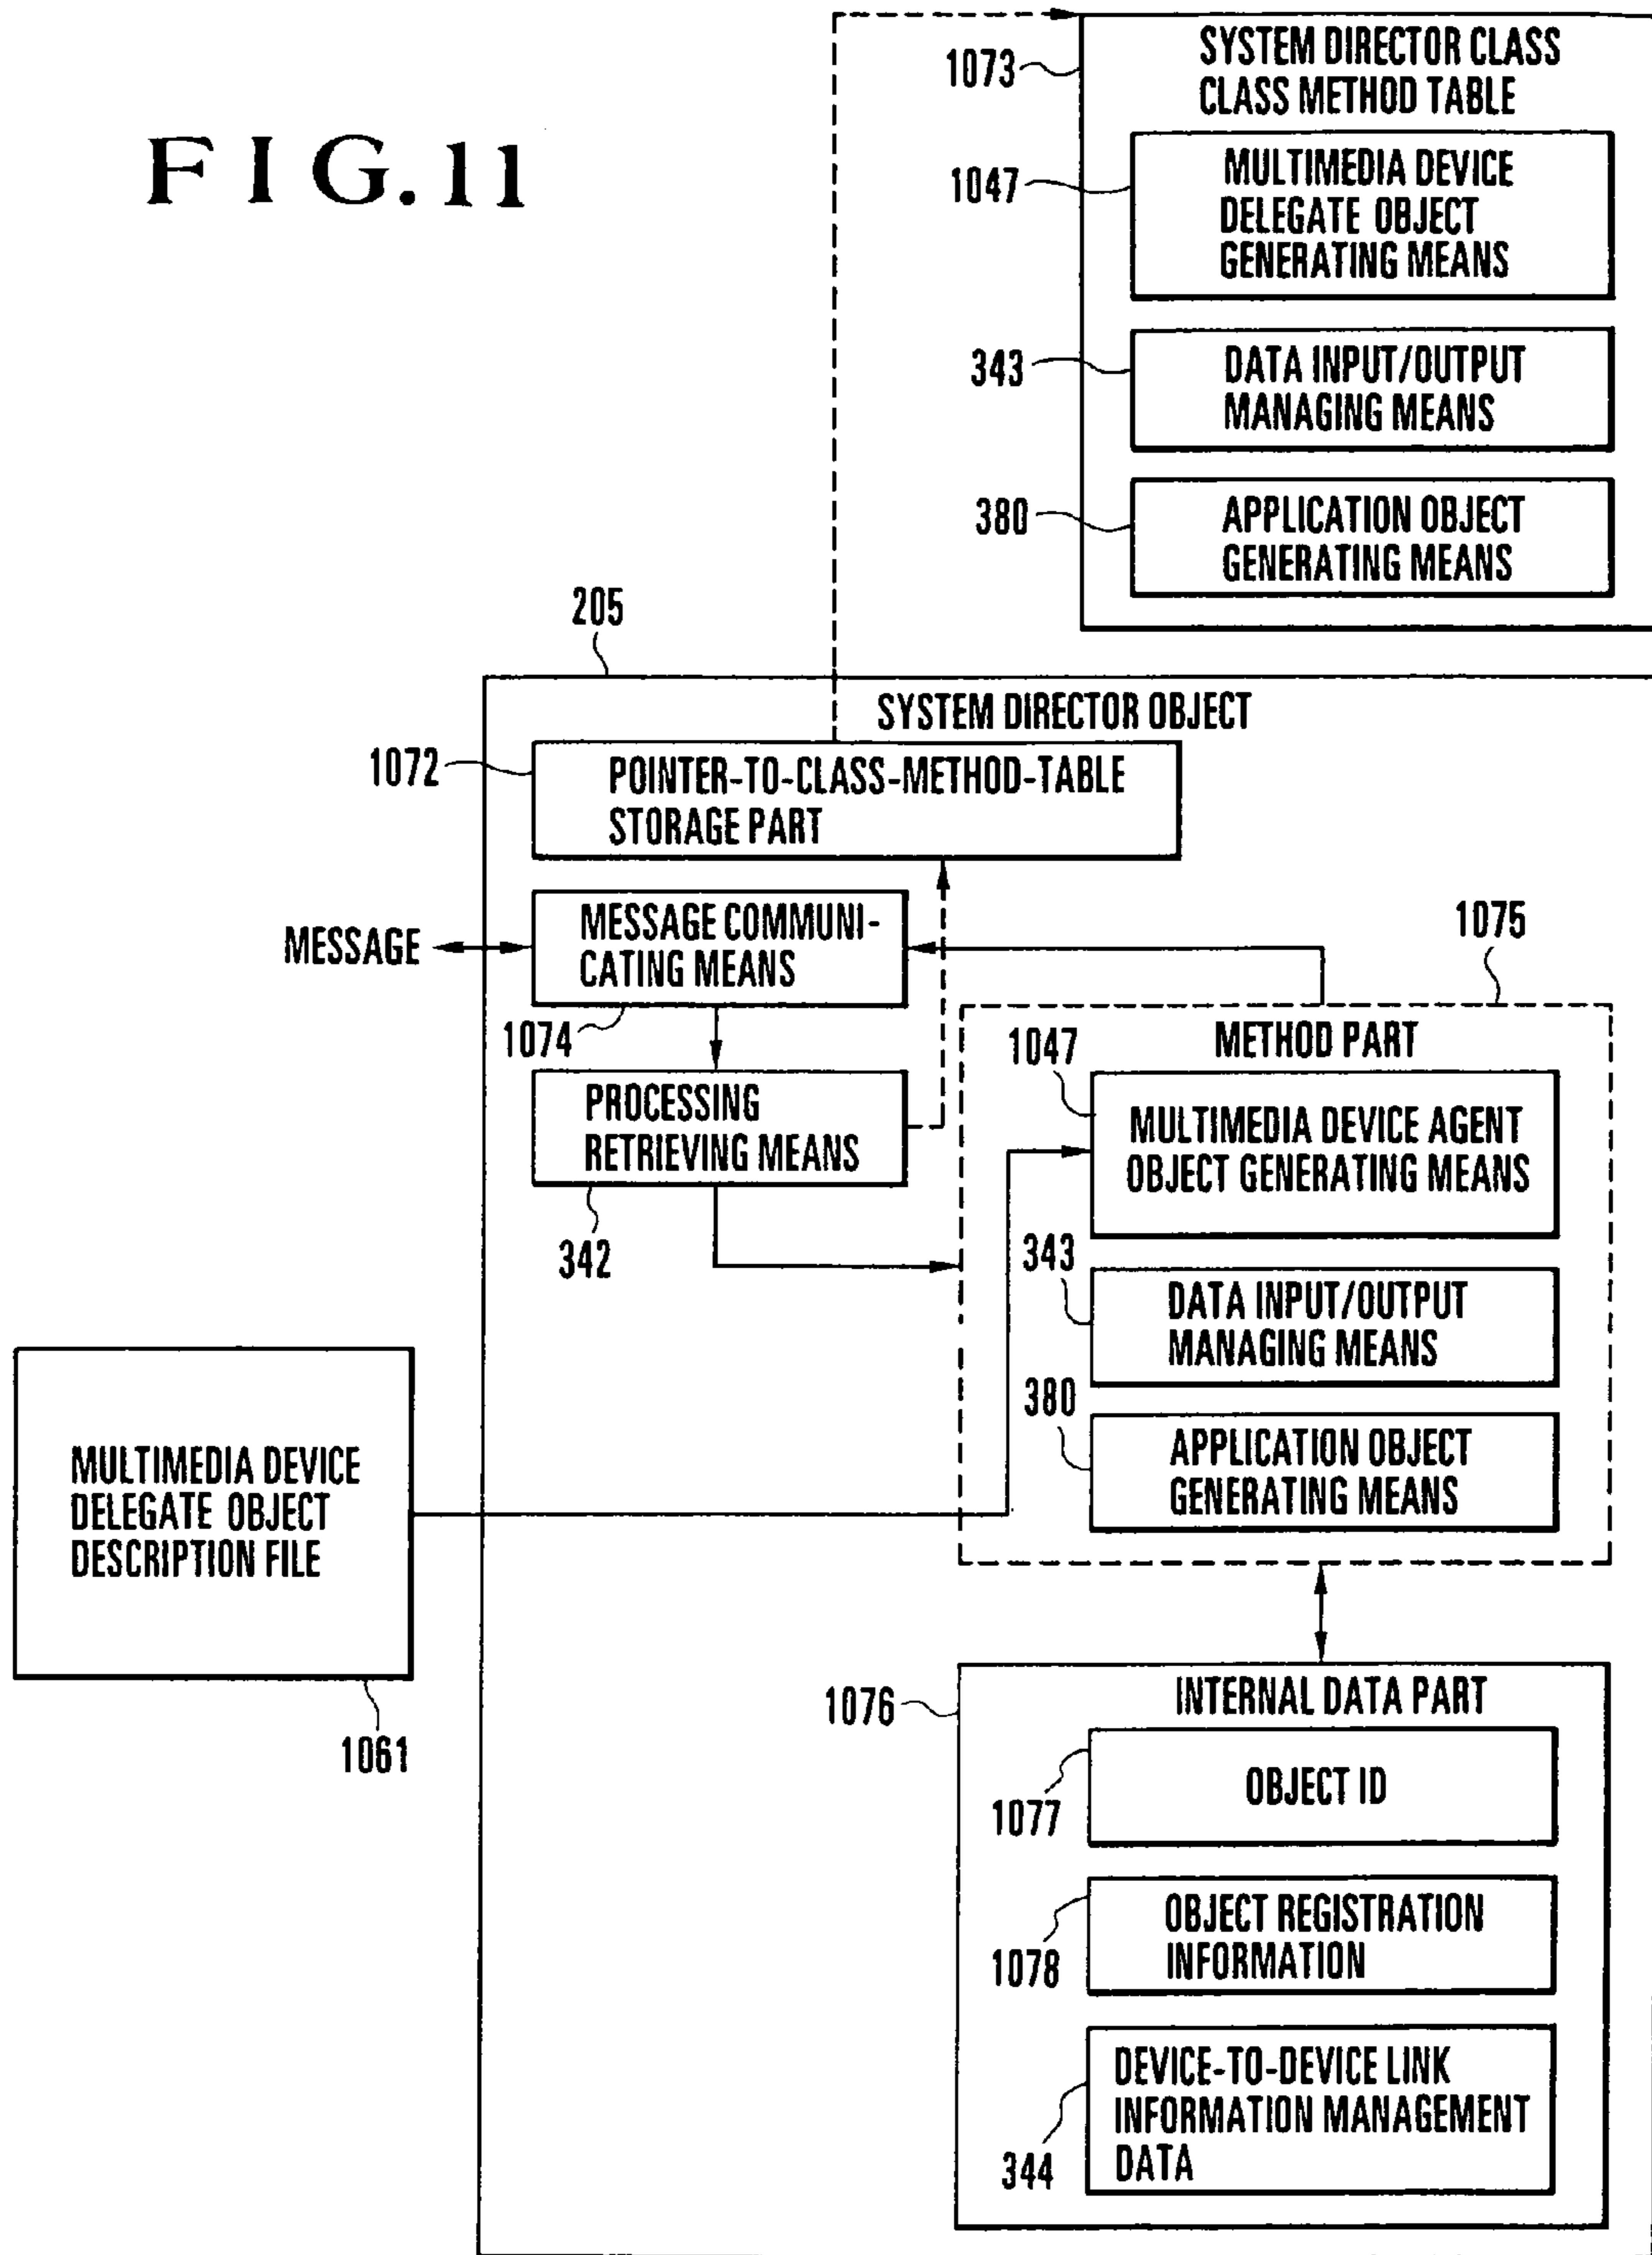 FIG.11
1073
SYSTEM DIRECTOR CLASS
CLASS METHOD TABLE
1047
MULTIMEDIA DEVICE
DELEGATE OBJECT
GENERATING MEANS
343
DATA INPUT/OUTPUT
MANAGING MEANS
380
APPLICATION OBJECT
GENERATING MEANS
205
SYSTEM DIRECTOR OBJECT
1072
POINTER-TO-CLASS-METHOD-TABLE
STORAGE PART
MESSAGE
MESSAGE COMMUNI-
CATING MEANS
1074
PROCESSING
RETRIEVING MEANS
342
1075
METHOD PART
1047
MULTIMEDIA DEVICE AGENT
OBJECT GENERATING MEANS
343
DATA INPUT/OUTPUT
MANAGING MEANS
380
APPLICATION OBJECT
GENERATING MEANS
MULTIMEDIA DEVICE
DELEGATE OBJECT
DESCRIPTION FILE
1061
1076
INTERNAL DATA PART
1077
OBJECT ID
1078
OBJECT REGISTRATION
INFORMATION
344
DEVICE-TO-DEVICE LINK
INFORMATION MANAGEMENT
DATA